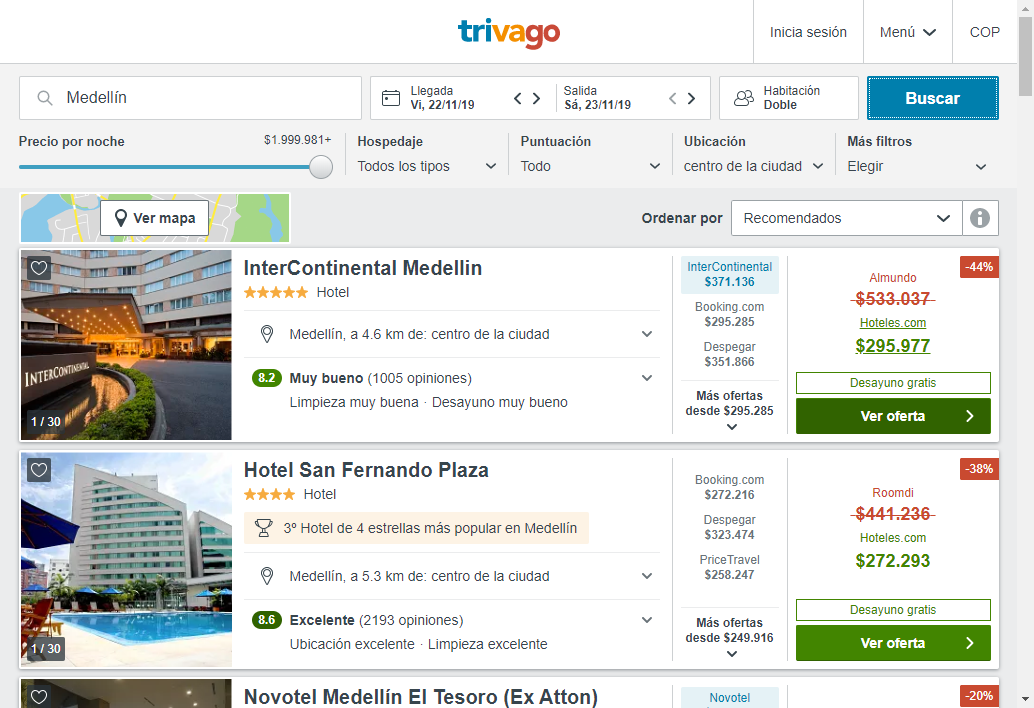 trivago
Inicia sesión
Menú
COP
Medellín
Llegada
Vi, 22/11/19
Salida
Sá, 23/11/19
Habitación
Doble
Buscar
Precio por noche
$1.999.981+
Hospedaje
Todos los tipos
Puntuación
Todo
Ubicación
centro de la ciudad
Más filtros
Elegir
Ver mapa
Ordenar por
Recomendados
INTERCONTINENTAL
1 / 30
InterContinental Medellin
Hotel
Medellín, a 4.6 km de: centro de la ciudad
8.2 Muy bueno (1005 opiniones)
Limpieza muy buena · Desayuno muy bueno
InterContinental
$371.136
Booking.com
$295.285
Despegar
$351.866
Más ofertas
desde $295.285
-44%
Almundo
$533.037
Hoteles.com
$295.977
Desayuno gratis
Ver oferta
1 / 30
Hotel San Fernando Plaza
Hotel
3º Hotel de 4 estrellas más popular en Medellín
Medellín, a 5.3 km de: centro de la ciudad
8.6 Excelente (2193 opiniones)
Ubicación excelente · Limpieza excelente
Booking.com
$272.216
Despegar
$323.474
PriceTravel
$258.247
Más ofertas
desde $249.916
-38%
Roomdi
$441.236
Hoteles.com
$272.293
Desayuno gratis
Ver oferta
Novotel Medellín El Tesoro (Ex Atton)
Novotel
-20%